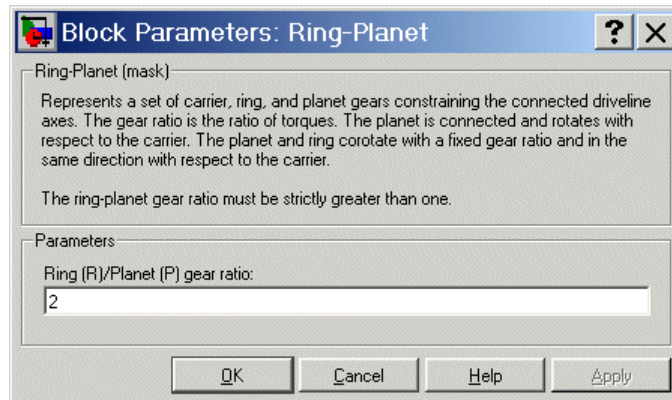 Block Parameters: Ring-Planet
Ring-Planet (mask)
Represents a set of carrier, ring, and planet gears constraining the connected driveline
axes. The gear ratio is the ratio of torques. The planet is connected and rotates with
respect to the carrier. The planet and ring corotate with a fixed gear ratio and in the
same direction with respect to the carrier.
The ring-planet gear ratio must be strictly greater than one.
Parameters
Ring (R)/Planet (P) gear ratio:
2
OK Cancel Help Apply